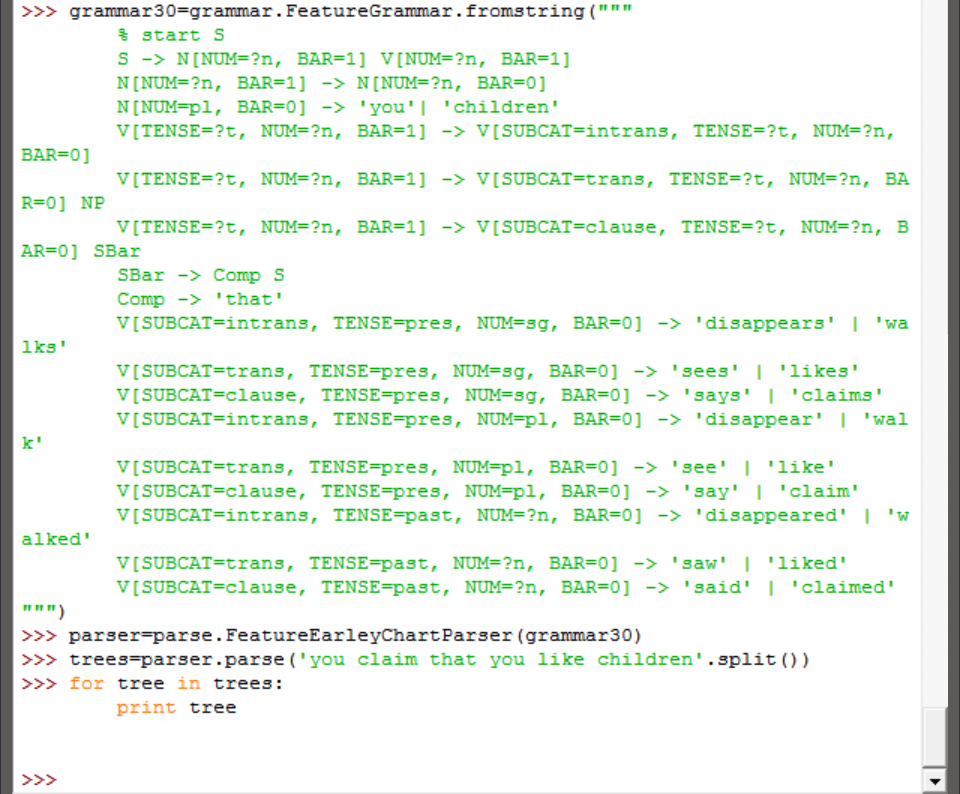 >>> grammar30=grammar.FeatureGrammar.fromstring("""
        % start S
        S -> N[NUM=?n, BAR=1] V[NUM=?n, BAR=1]
        N[NUM=?n, BAR=1] -> N[NUM=?n, BAR=0]
        N[NUM=pl, BAR=0] -> 'you'| 'children'
        V[TENSE=?t, NUM=?n, BAR=1] -> V[SUBCAT=intrans, TENSE=?t, NUM=?n,
BAR=0]
        V[TENSE=?t, NUM=?n, BAR=1] -> V[SUBCAT=trans, TENSE=?t, NUM=?n, BA
R=0] NP
        V[TENSE=?t, NUM=?n, BAR=1] -> V[SUBCAT=clause, TENSE=?t, NUM=?n, B
AR=0] SBar
        SBar -> Comp S
        Comp -> 'that'
        V[SUBCAT=intrans, TENSE=pres, NUM=sg, BAR=0] -> 'disappears' | 'wa
lks'
        V[SUBCAT=trans, TENSE=pres, NUM=sg, BAR=0] -> 'sees' | 'likes'
        V[SUBCAT=clause, TENSE=pres, NUM=sg, BAR=0] -> 'says' | 'claims'
        V[SUBCAT=intrans, TENSE=pres, NUM=pl, BAR=0] -> 'disappear' | 'wal
k'
        V[SUBCAT=trans, TENSE=pres, NUM=pl, BAR=0] -> 'see' | 'like'
        V[SUBCAT=clause, TENSE=pres, NUM=pl, BAR=0] -> 'say' | 'claim'
        V[SUBCAT=intrans, TENSE=past, NUM=?n, BAR=0] -> 'disappeared' | 'w
alked'
        V[SUBCAT=trans, TENSE=past, NUM=?n, BAR=0] -> 'saw' | 'liked'
        V[SUBCAT=clause, TENSE=past, NUM=?n, BAR=0] -> 'said' | 'claimed'
""")
>>> parser=parse.FeatureEarleyChartParser(grammar30)
>>> trees=parser.parse('you claim that you like children'.split())
>>> for tree in trees:
        print tree
>>>